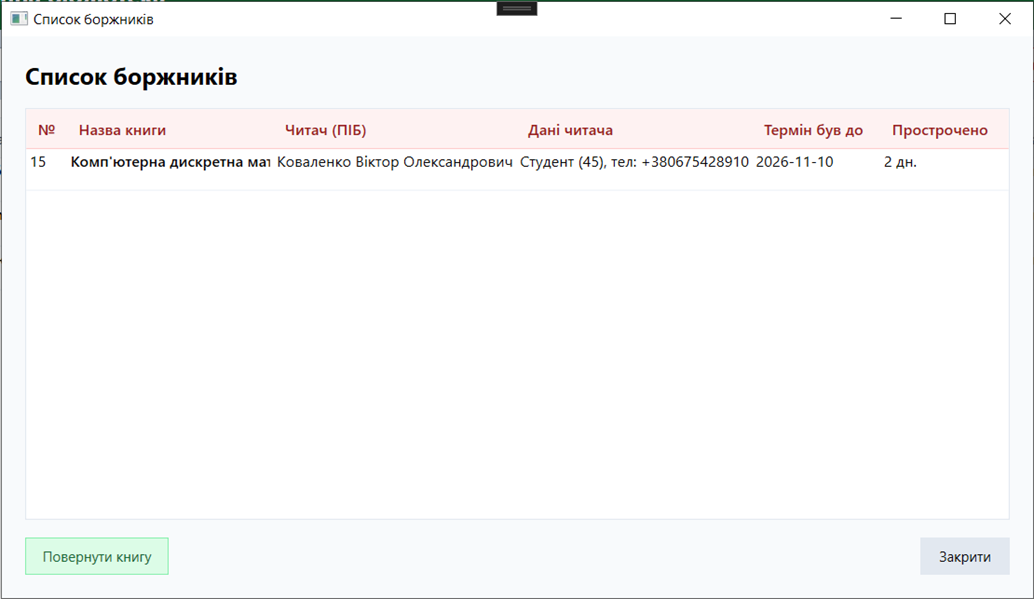 Список боржників
Список боржників
№ Назва книги Читач (ПІБ) Дані читача Термін був до Прострочено
15 Комп'ютерна дискретна мат Коваленко Віктор Олександрович Студент (45), тел: +380675428910 2026-11-10 2 дн.
Повернути книгу Закрити